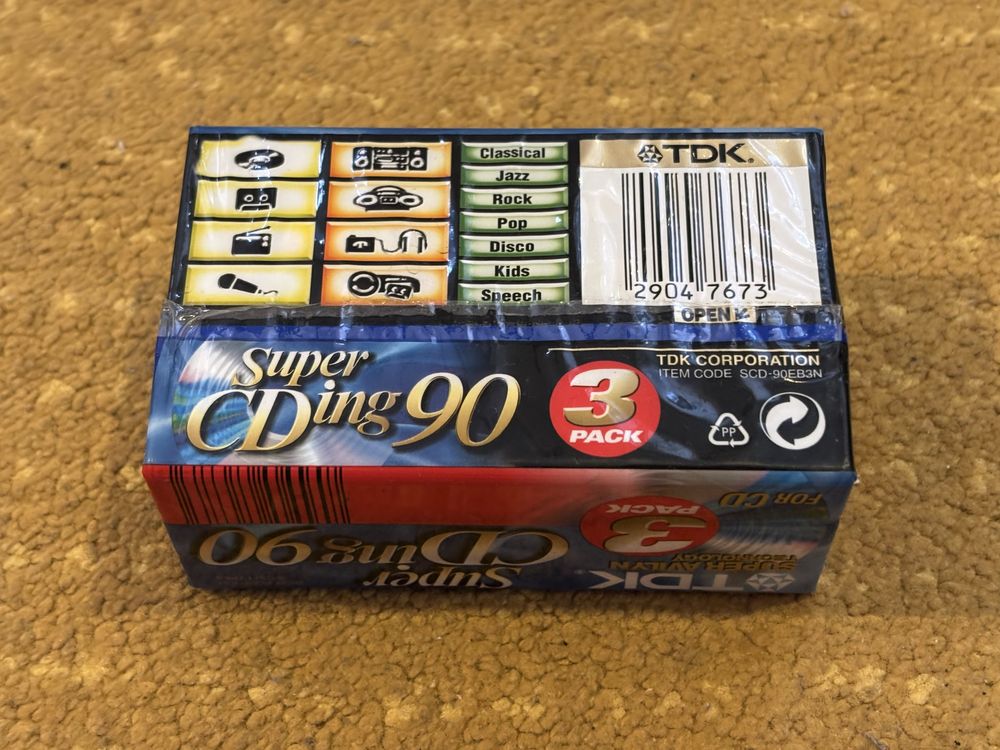 Classical
Jazz
Rock
Pop
Disco
Kids
Speech
TDK®
2904 7673
OPEN
Super
CDing 90
3
PACK
TDK CORPORATION
ITEM CODE SCD-90EB3N
PP
TDK
SUPER AVILYN
TECHNOLOGY
3
PACK
FOR CD
Super
CDing 90